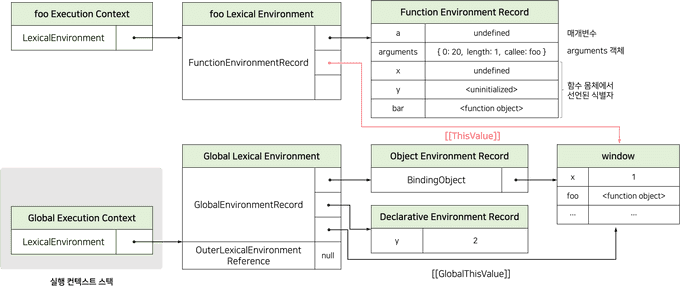 foo Execution Context
LexicalEnvironment
foo Lexical Environment
FunctionEnvironmentRecord
Function Environment Record
a undefined
arguments { 0: 20, length: 1, callee: foo }
x undefined
y <uninitialized>
bar <function object>
매개변수
arguments 객체
함수 몸체에서
선언된 식별자
[[ThisValue]]
Global Execution Context
LexicalEnvironment
실행 컨텍스트 스택
Global Lexical Environment
GlobalEnvironmentRecord
OuterLexicalEnvironment
Reference
null
Object Environment Record
BindingObject
Declarative Environment Record
y 2
window
x 1
foo <function object>
... ...
[[GlobalThisValue]]